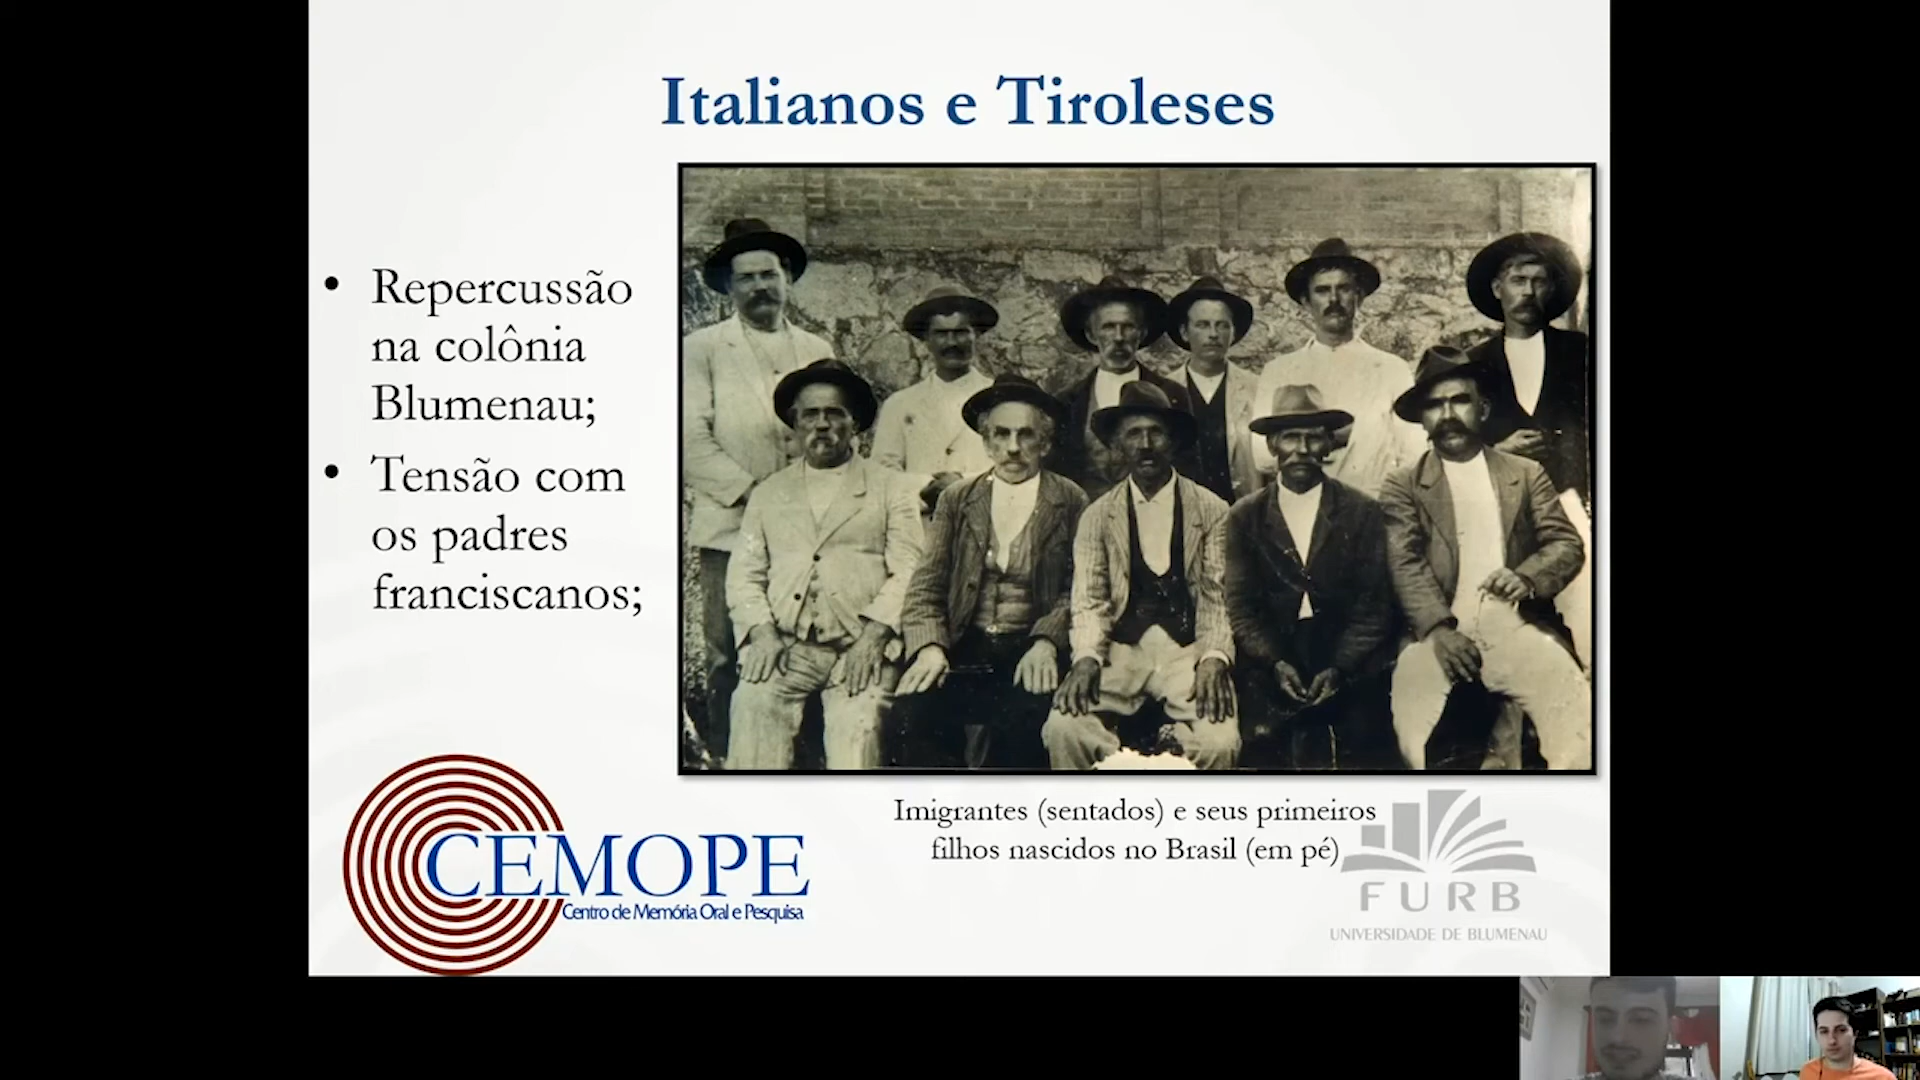 Italianos e Tiroleses
• Repercussão
na colônia
Blumenau;
• Tensão com
os padres
franciscanos;
Imigrantes (sentados) e seus primeiros
filhos nascidos no Brasil (em pé)
CEMOPE
Centro de Memória Oral e Pesquisa
FURB
UNIVERSIDADE DE BLUMENAU